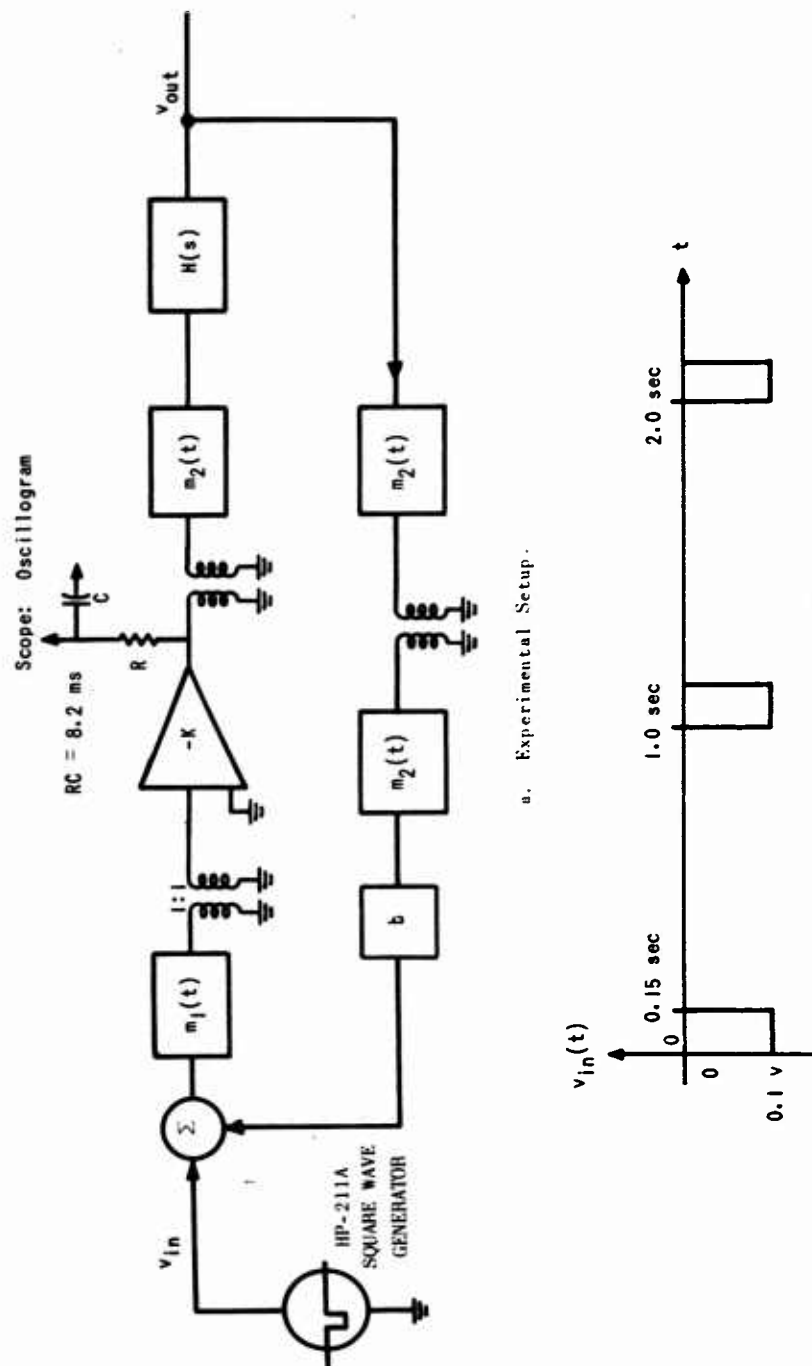 Scope: Oscillogram
RC = 8.2 ms
C
R
v_in
Σ
m_1(t)
1:1
-K
m_2(t)
H(s)
v_out
HP-211A
SQUARE WAVE
GENERATOR
b
m_2(t)
m_2(t)
a. Experimental Setup.
v_in(t)
0
0
0.1 v
0.15 sec
1.0 sec
2.0 sec
t